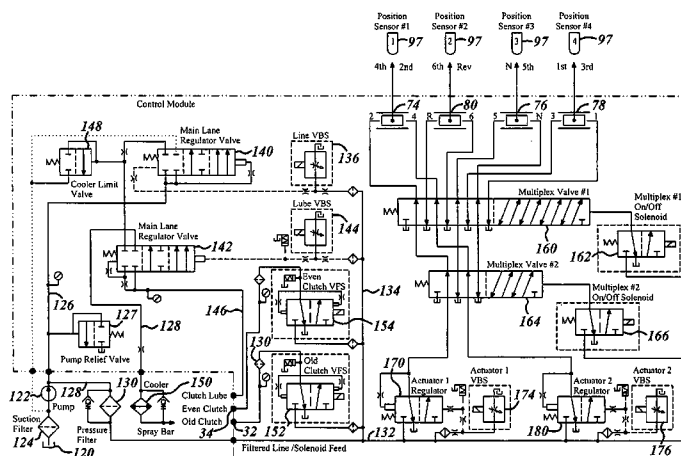 Position Sensor #1
Position Sensor #2
Position Sensor #3
Position Sensor #4
1 97
2 97
3 97
4 97
4th 2nd
6th Rev
N 5th
1st 3rd
74
80
76
78
2 4
R 6
5 N
3 1
Control Module
148
Main Lane Regulator Valve
140
Cooler Limit Valve
Line VBS
136
Lube VBS
144
Main Lane Regulator Valve
142
Multiplex Valve #1
160
Multiplex #1 On/Off Solenoid
162
Multiplex Valve #2
164
Multiplex #2 On/Off Solenoid
166
126
127
128
146
134
130
Even Clutch VFS
154
Pump Relief Valve
Old Clutch VFS
152
122
Pump
128
130
150
Cooler
Clutch Lube
Even Clutch
Old Clutch
Suction Filter
124
120
Pressure Filter
Spray Bar
34
32
Filtered Line /Solenoid Feed
132
170
Actuator 1 Regulator
Actuator 1 VBS
174
Actuator 2 Regulator
180
Actuator 2 VBS
176